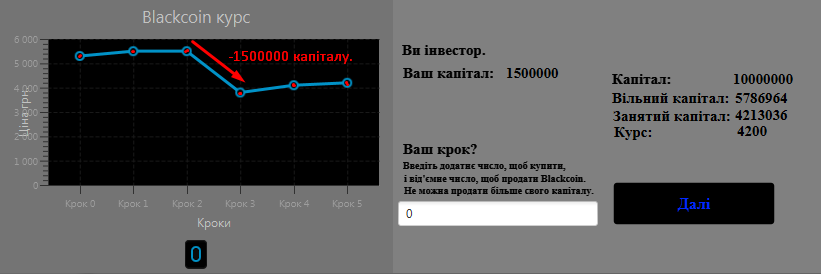 Blackcoin курс
6 000
5 000
4 000
3 000
2 000
1 000
0
Ціна грн.
-1500000 капіталу.
Крок 0 Крок 1 Крок 2 Крок 3 Крок 4 Крок 5
Кроки
0
Ви інвестор.
Ваш капітал: 1500000
Ваш крок?
Введіть додатнє число, щоб купити,
і від'ємне число, щоб продати Blackcoin.
Не можна продати більше свого капіталу.
0
Капітал: 10000000
Вільний капітал: 5786964
Занятий капітал: 4213036
Курс: 4200
Далі